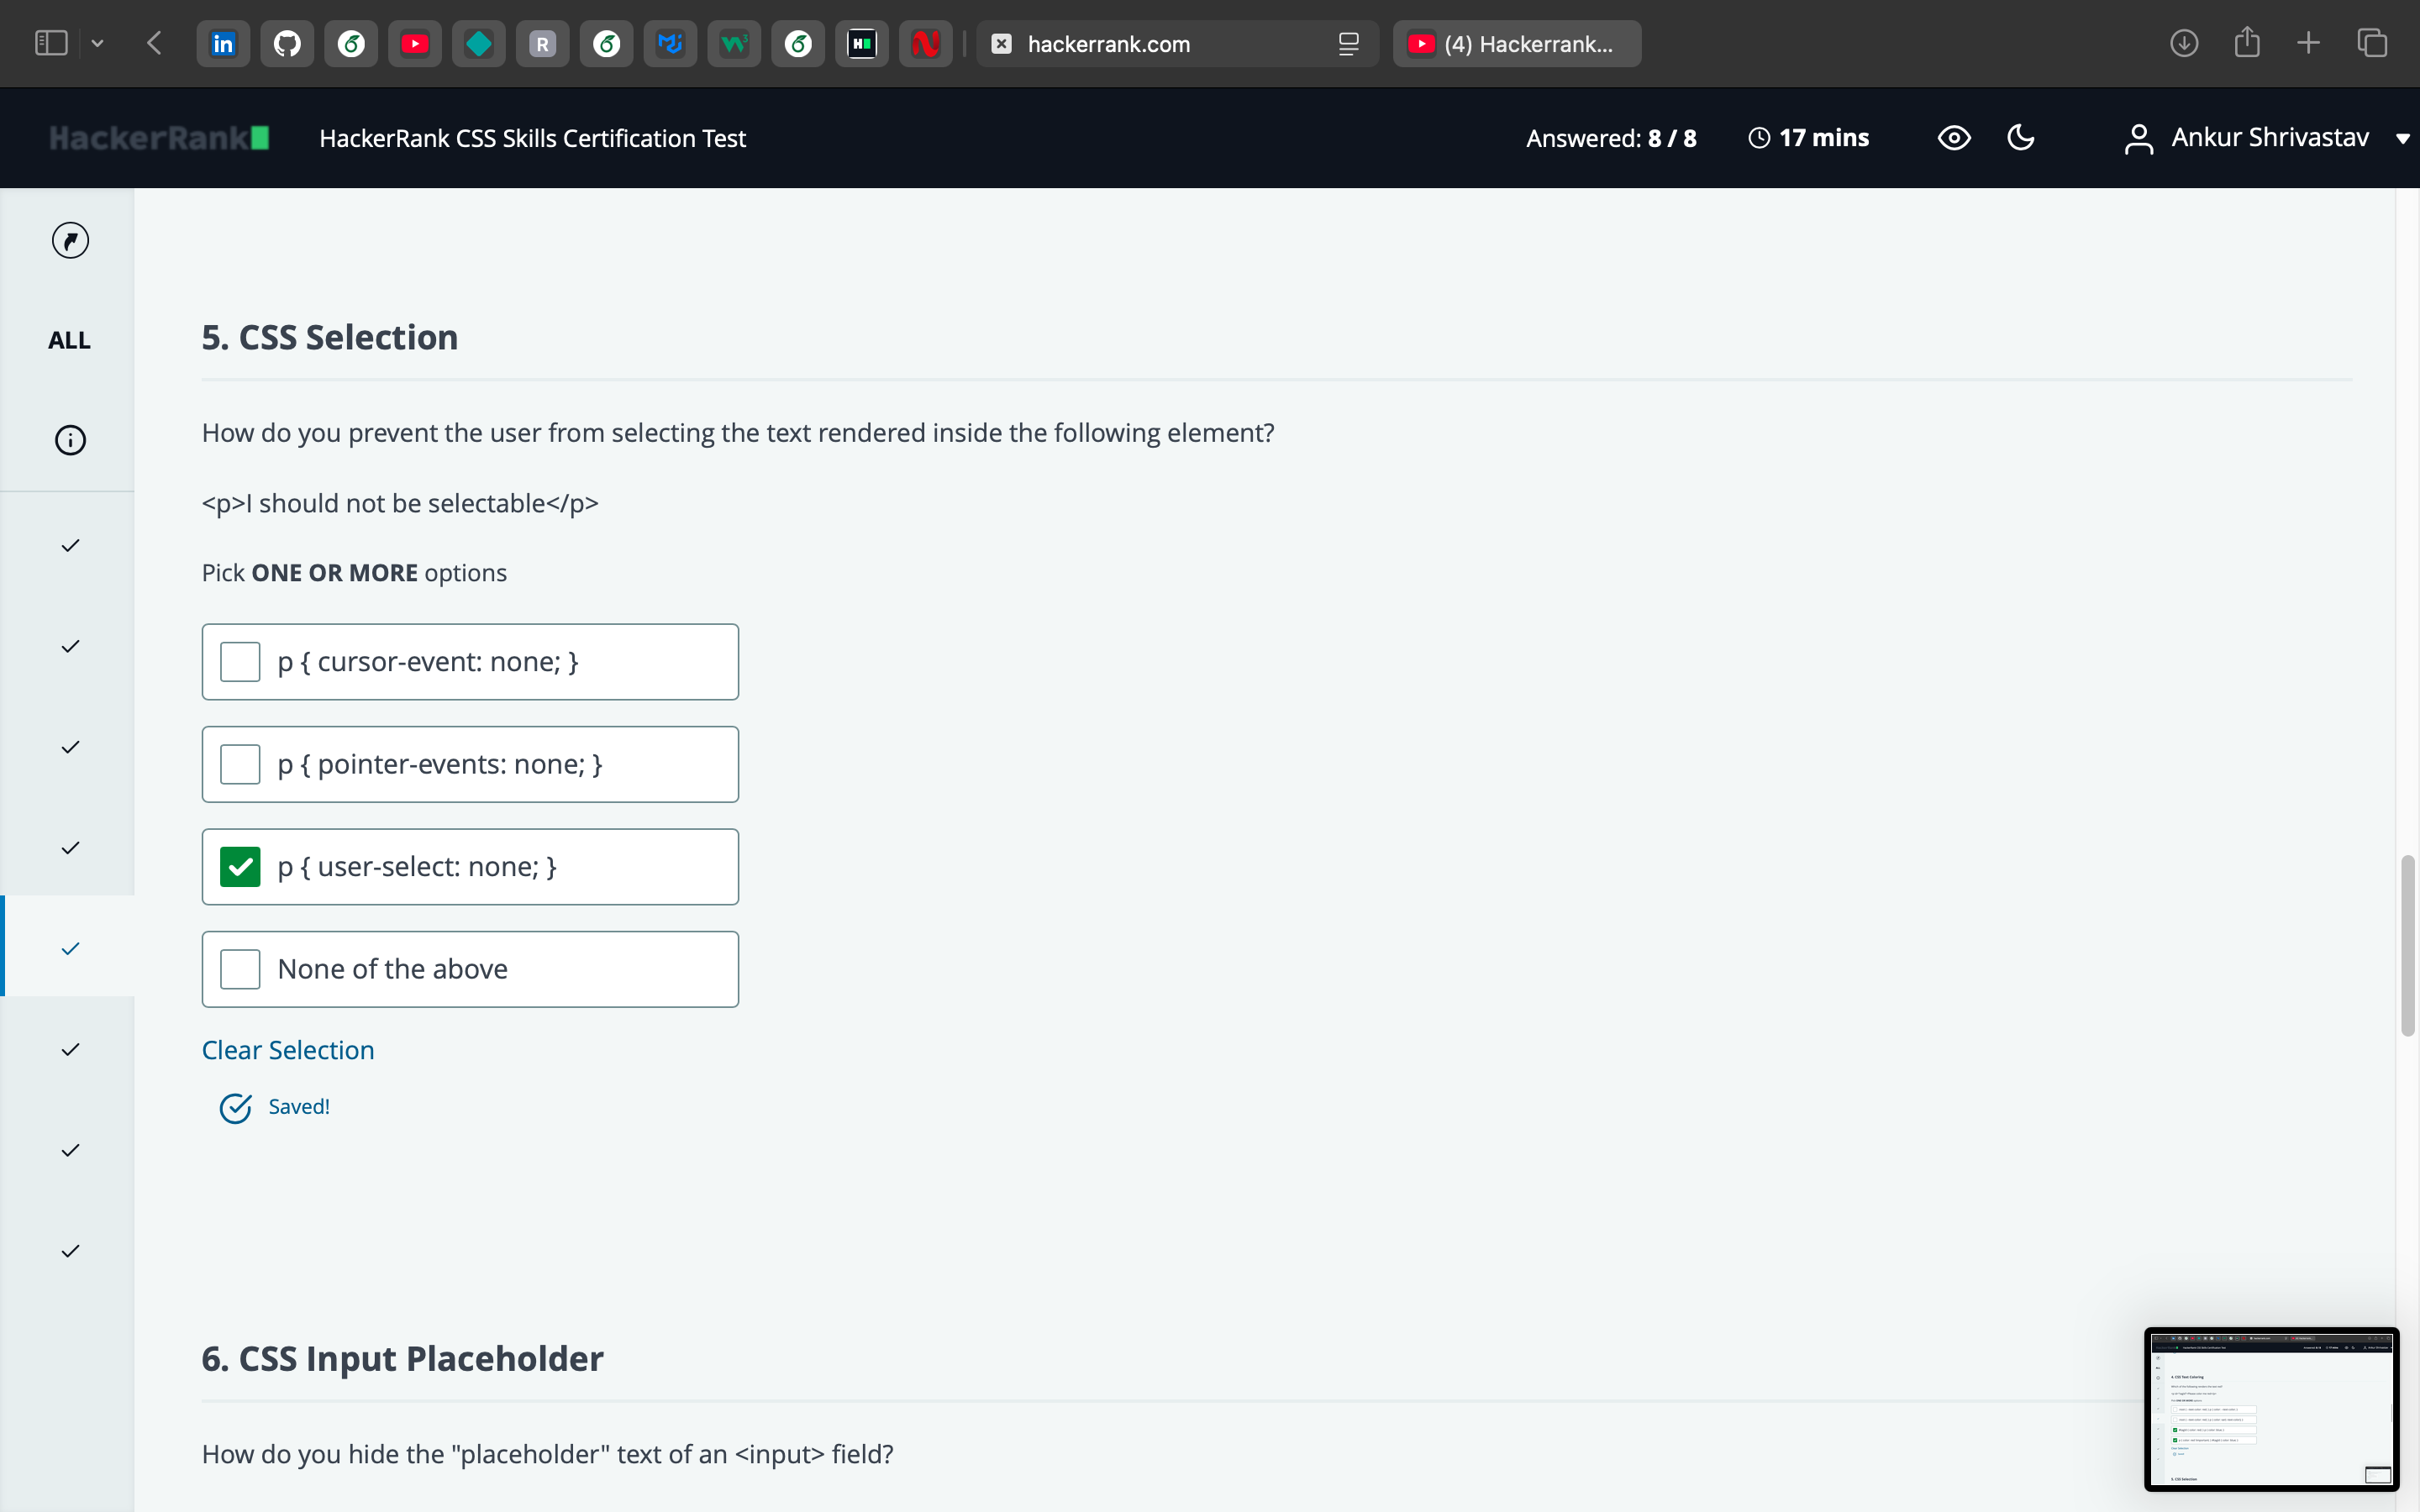 in
R
hackerrank.com
(4) Hackerrank...
HackerRank
HackerRank CSS Skills Certification Test
Answered: 8 / 8
17 mins
Ankur Shrivastav
ALL
5. CSS Selection
How do you prevent the user from selecting the text rendered inside the following element?
<p>I should not be selectable</p>
Pick ONE OR MORE options
p { cursor-event: none; }
p { pointer-events: none; }
p { user-select: none; }
None of the above
Clear Selection
Saved!
6. CSS Input Placeholder
How do you hide the "placeholder" text of an <input> field?